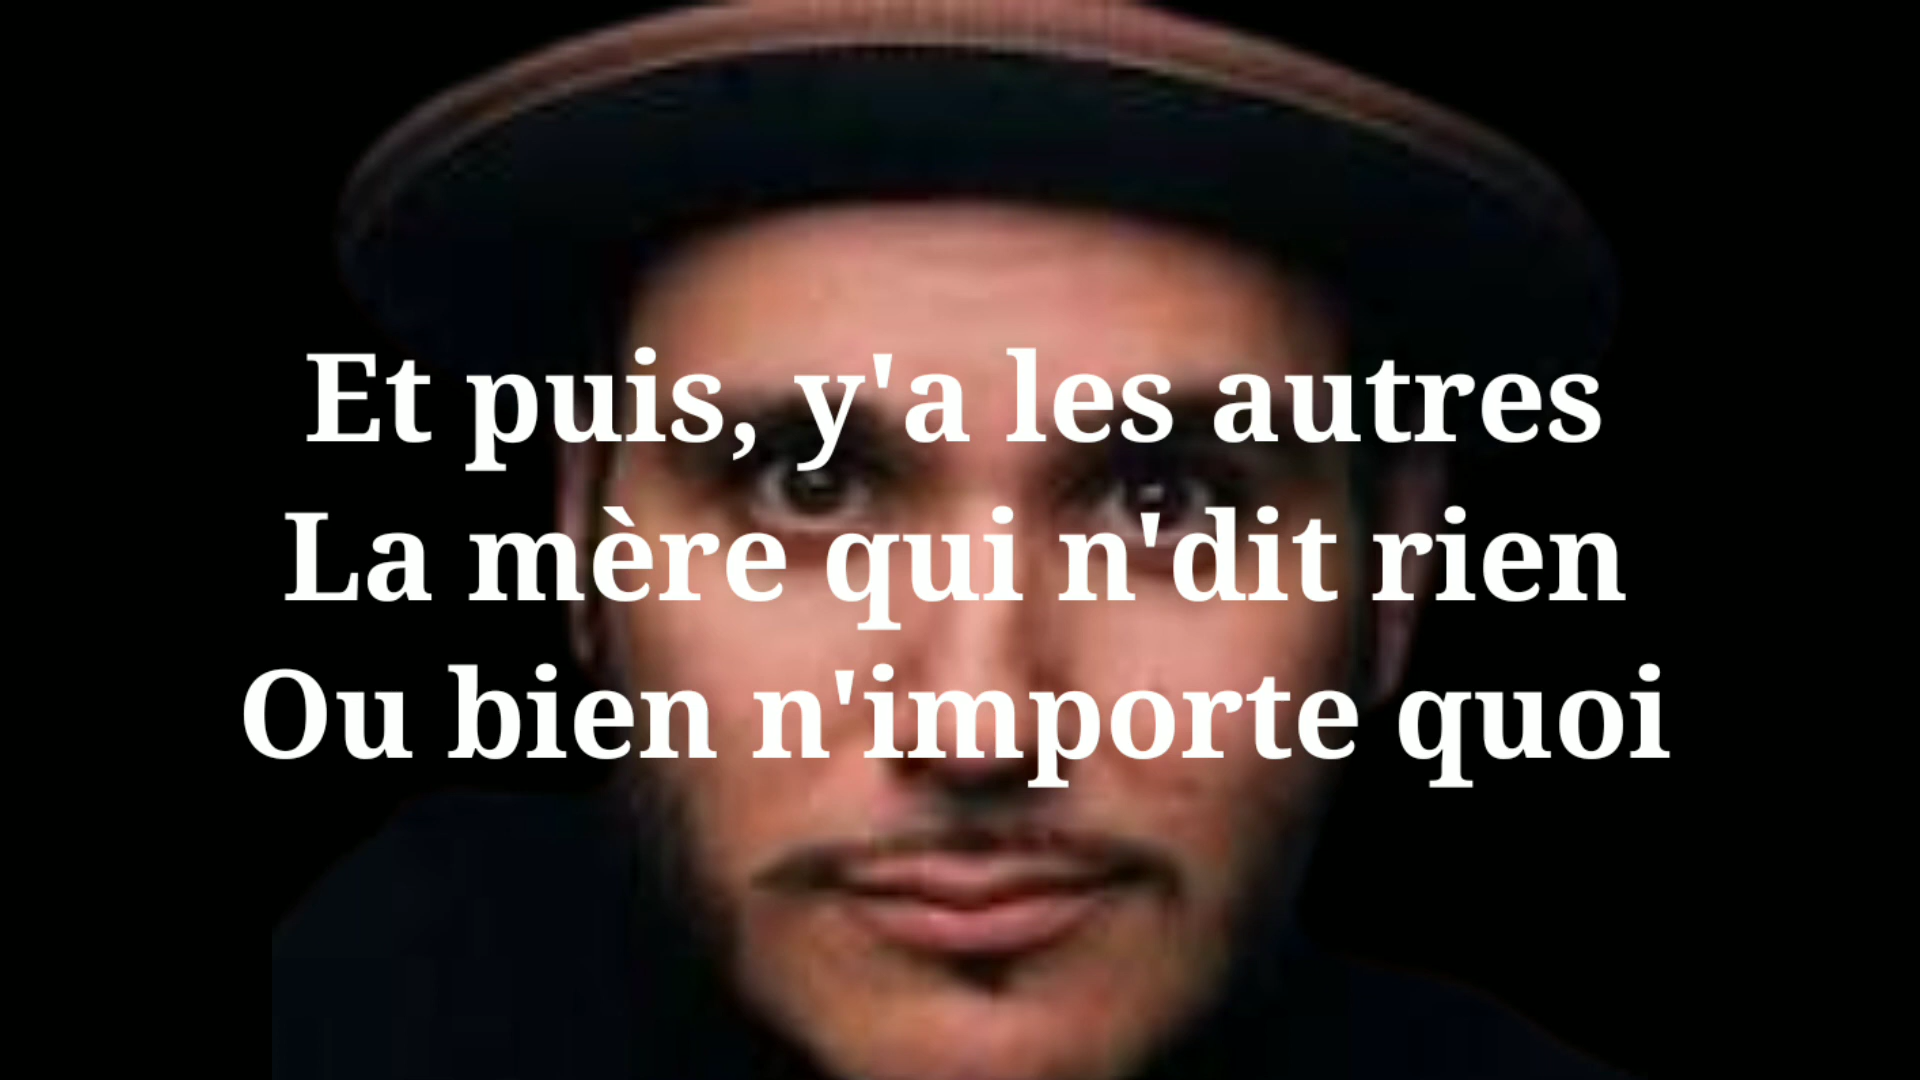 Et puis, y'a les autres
La mère qui n'dit rien
Ou bien n'importe quoi